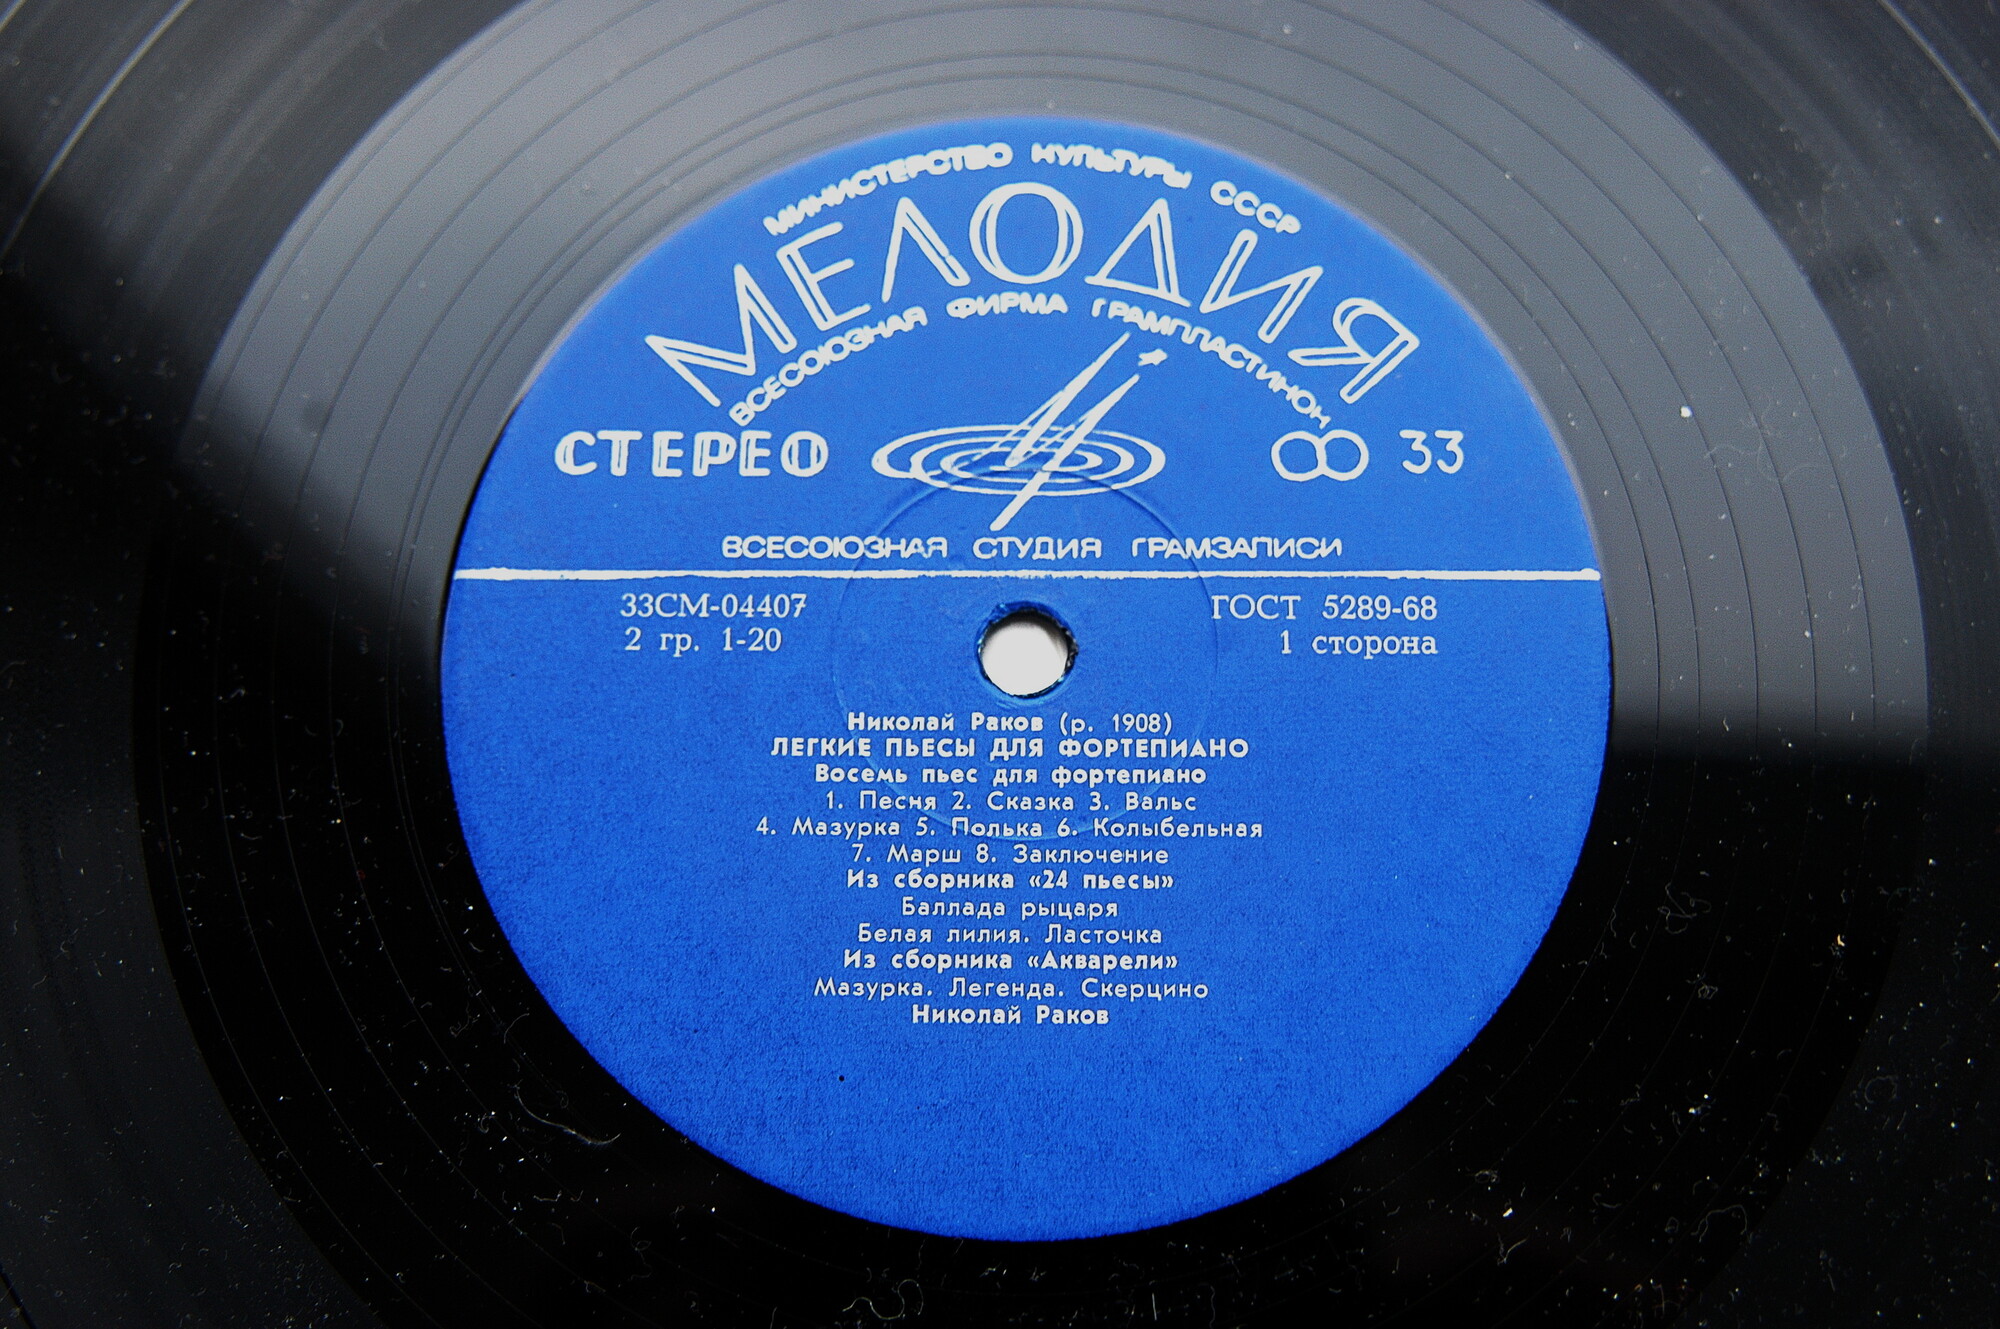 МИНИСТЕРСТВО КУЛЬТУРЫ СССР
МЕЛОДИЯ
ВСЕСОЮЗНАЯ ФИРМА ГРАМПЛАСТИНОК
СТЕРЕО 33
ВСЕСОЮЗНАЯ СТУДИЯ ГРАМЗАПИСИ
33СМ-04407 ГОСТ 5289-68
2 гр. 1-20 1 сторона
Николай Раков (р. 1908)
ЛЕГКИЕ ПЬЕСЫ ДЛЯ ФОРТЕПИАНО
Восемь пьес для фортепиано
1. Песня 2. Сказка 3. Вальс
4. Мазурка 5. Полька 6. Колыбельная
7. Марш 8. Заключение
Из сборника «24 пьесы»
Баллада рыцаря
Белая лилия. Ласточка
Из сборника «Акварели»
Мазурка. Легенда. Скерцино
Николай Раков